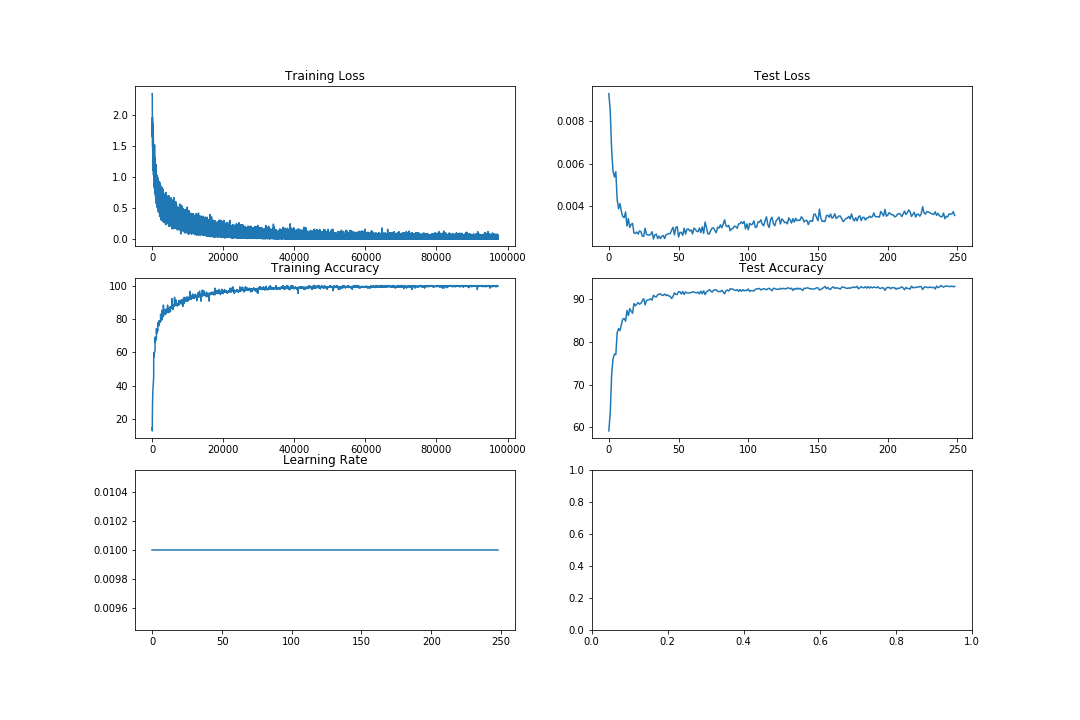 Training Loss
2.0
1.5
1.0
0.5
0.0
0 20000 40000 60000 80000 100000
Test Loss
0.008
0.006
0.004
0 50 100 150 200 250
Training Accuracy
100
80
60
40
20
0 20000 40000 60000 80000 100000
Test Accuracy
90
80
70
60
0 50 100 150 200 250
Learning Rate
0.0104
0.0102
0.0100
0.0098
0.0096
0 50 100 150 200 250
1.0
0.8
0.6
0.4
0.2
0.0
0.0 0.2 0.4 0.6 0.8 1.0